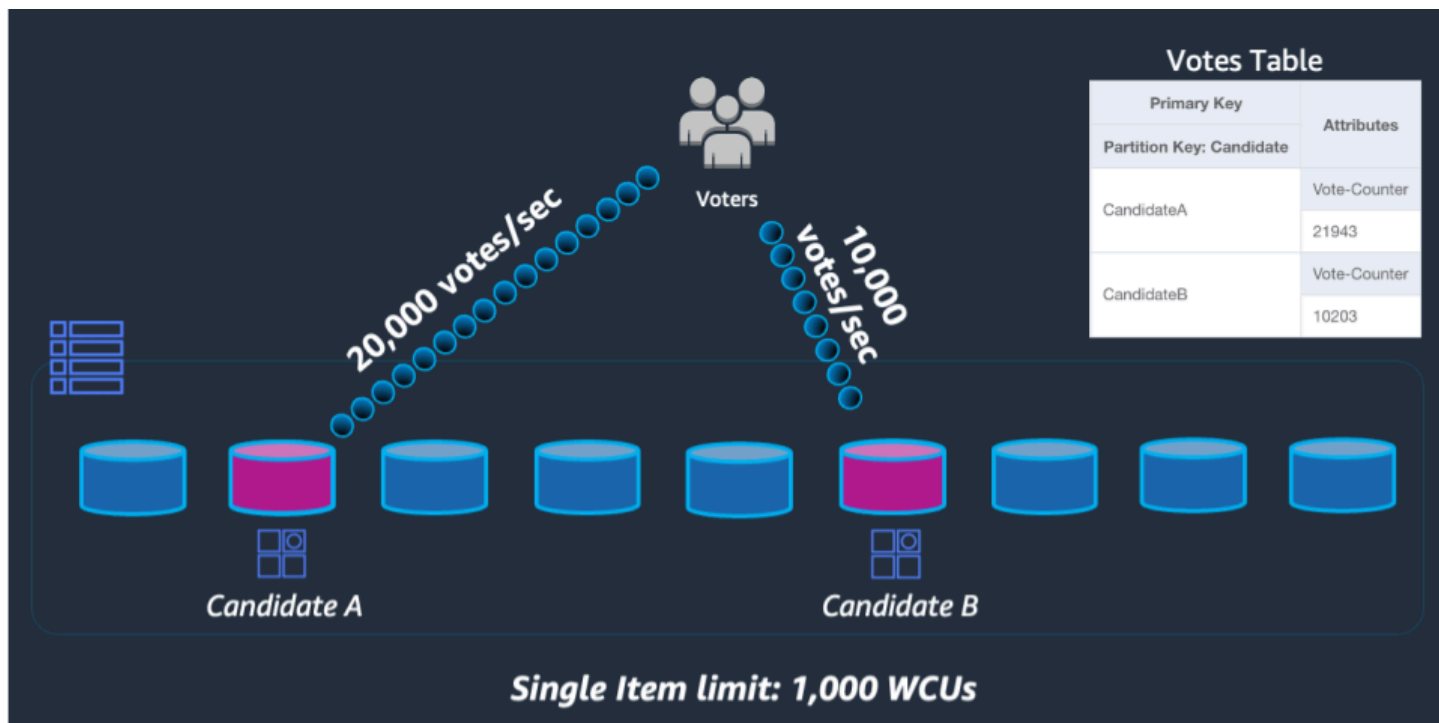 Votes Table
Primary Key
Attributes
Partition Key: Candidate
CandidateA
Vote-Counter
21943
CandidateB
Vote-Counter
10203
Voters
20,000 votes/sec
10,000
votes/sec
Candidate A
Candidate B
Single Item limit: 1,000 WCUs